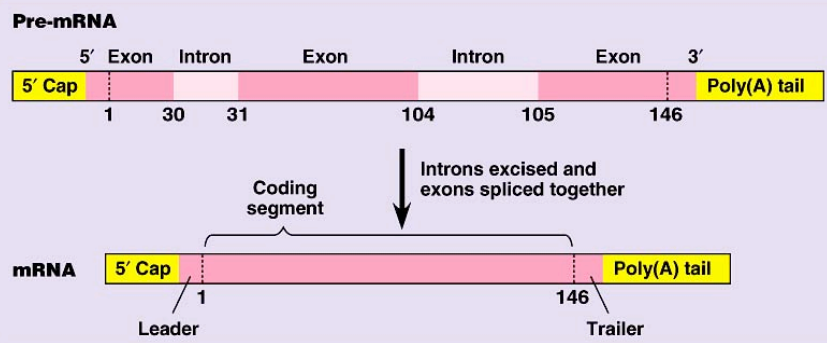 Pre-mRNA
5′ Exon Intron Exon Intron Exon 3′
5′ Cap Poly(A) tail
1 30 31 104 105 146
Introns excised and
exons spliced together
Coding
segment
mRNA 5′ Cap Poly(A) tail
1 146
Leader Trailer